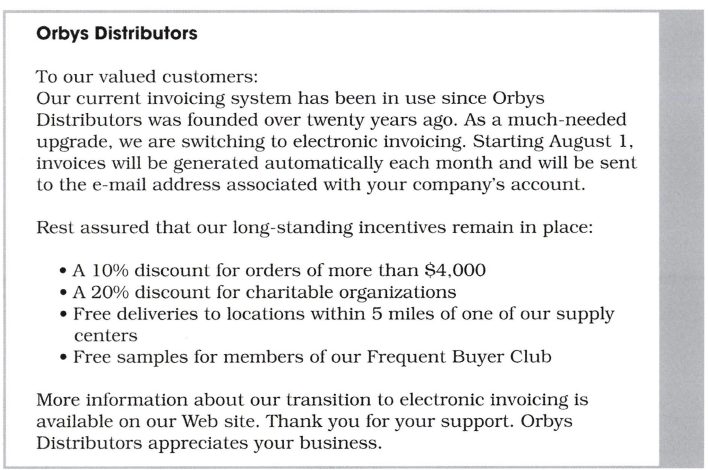 Orbys Distributors
To our valued customers:
Our current invoicing system has been in use since Orbys
Distributors was founded over twenty years ago. As a much-needed
upgrade, we are switching to electronic invoicing. Starting August 1,
invoices will be generated automatically each month and will be sent
to the e-mail address associated with your company's account.
Rest assured that our long-standing incentives remain in place:
• A 10% discount for orders of more than $4,000
• A 20% discount for charitable organizations
• Free deliveries to locations within 5 miles of one of our supply
centers
• Free samples for members of our Frequent Buyer Club
More information about our transition to electronic invoicing is
available on our Web site. Thank you for your support. Orbys
Distributors appreciates your business.